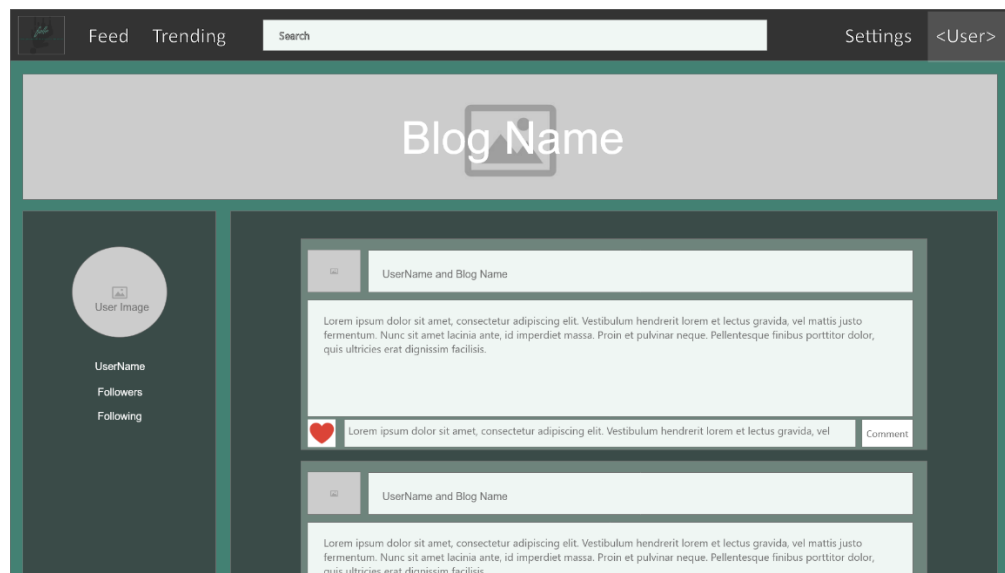 Feed Trending Search Settings <User>
Blog Name
User Image
UserName
Followers
Following
UserName and Blog Name
Lorem ipsum dolor sit amet, consectetur adipiscing elit. Vestibulum hendrerit lorem et lectus gravida, vel mattis justo
fermentum. Nunc sit amet lacinia ante, id imperdiet massa. Proin et pulvinar neque. Pellentesque finibus porttitor dolor,
quis ultricies erat dignissim facilisis.
Lorem ipsum dolor sit amet, consectetur adipiscing elit. Vestibulum hendrerit lorem et lectus gravida, vel
Comment
UserName and Blog Name
Lorem ipsum dolor sit amet, consectetur adipiscing elit. Vestibulum hendrerit lorem et lectus gravida, vel mattis justo
fermentum. Nunc sit amet lacinia ante, id imperdiet massa. Proin et pulvinar neque. Pellentesque finibus porttitor dolor,
quis ultricies erat dignissim facilisis.